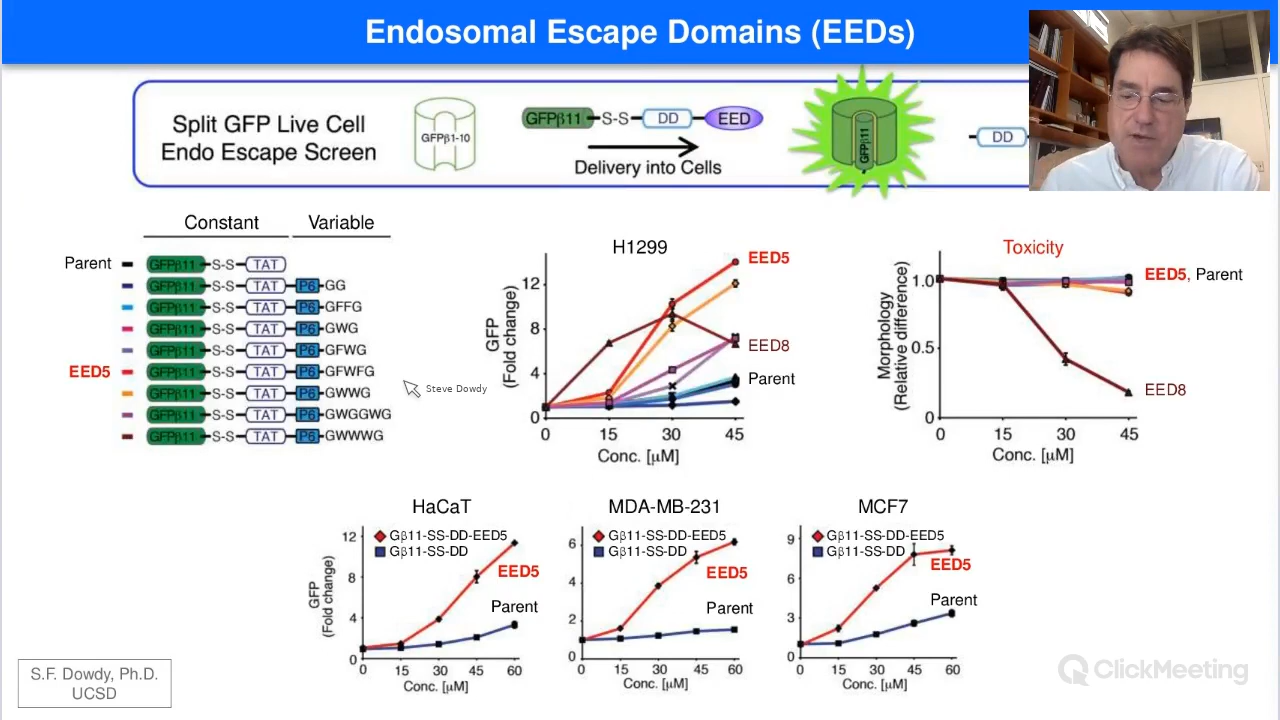 Endosomal Escape Domains (EEDs)
Split GFP Live Cell
Endo Escape Screen
GFPβ1-10
GFPβ11 S-S DD EED
Delivery into Cells
GFPβ11
DD
Constant Variable
Parent GFPβ11 S-S TAT
GFPβ11 S-S TAT P6 GG
GFPβ11 S-S TAT P6 GFFG
GFPβ11 S-S TAT P6 GWG
GFPβ11 S-S TAT P6 GFWG
EED5 GFPβ11 S-S TAT P6 GFWFG
GFPβ11 S-S TAT P6 GWWG
GFPβ11 S-S TAT P6 GWGGWG
GFPβ11 S-S TAT P6 GWWWG
Steve Dowdy
H1299
GFP
(Fold change)
12
8
4
0
0 15 30 45
Conc. [µM]
EED5
EED8
Parent
Toxicity
Morphology
(Relative difference)
1.0
0.5
0
0 15 30 45
Conc. [µM]
EED5, Parent
EED8
HaCaT
GFP
(Fold change)
12
8
4
0
Gβ11-SS-DD-EED5
Gβ11-SS-DD
EED5
Parent
0 15 30 45 60
Conc. [µM]
MDA-MB-231
6
4
2
0
Gβ11-SS-DD-EED5
Gβ11-SS-DD
EED5
Parent
0 15 30 45 60
Conc. [µM]
MCF7
9
6
3
0
Gβ11-SS-DD-EED5
Gβ11-SS-DD
EED5
Parent
0 15 30 45 60
Conc. [µM]
S.F. Dowdy, Ph.D.
UCSD
ClickMeeting